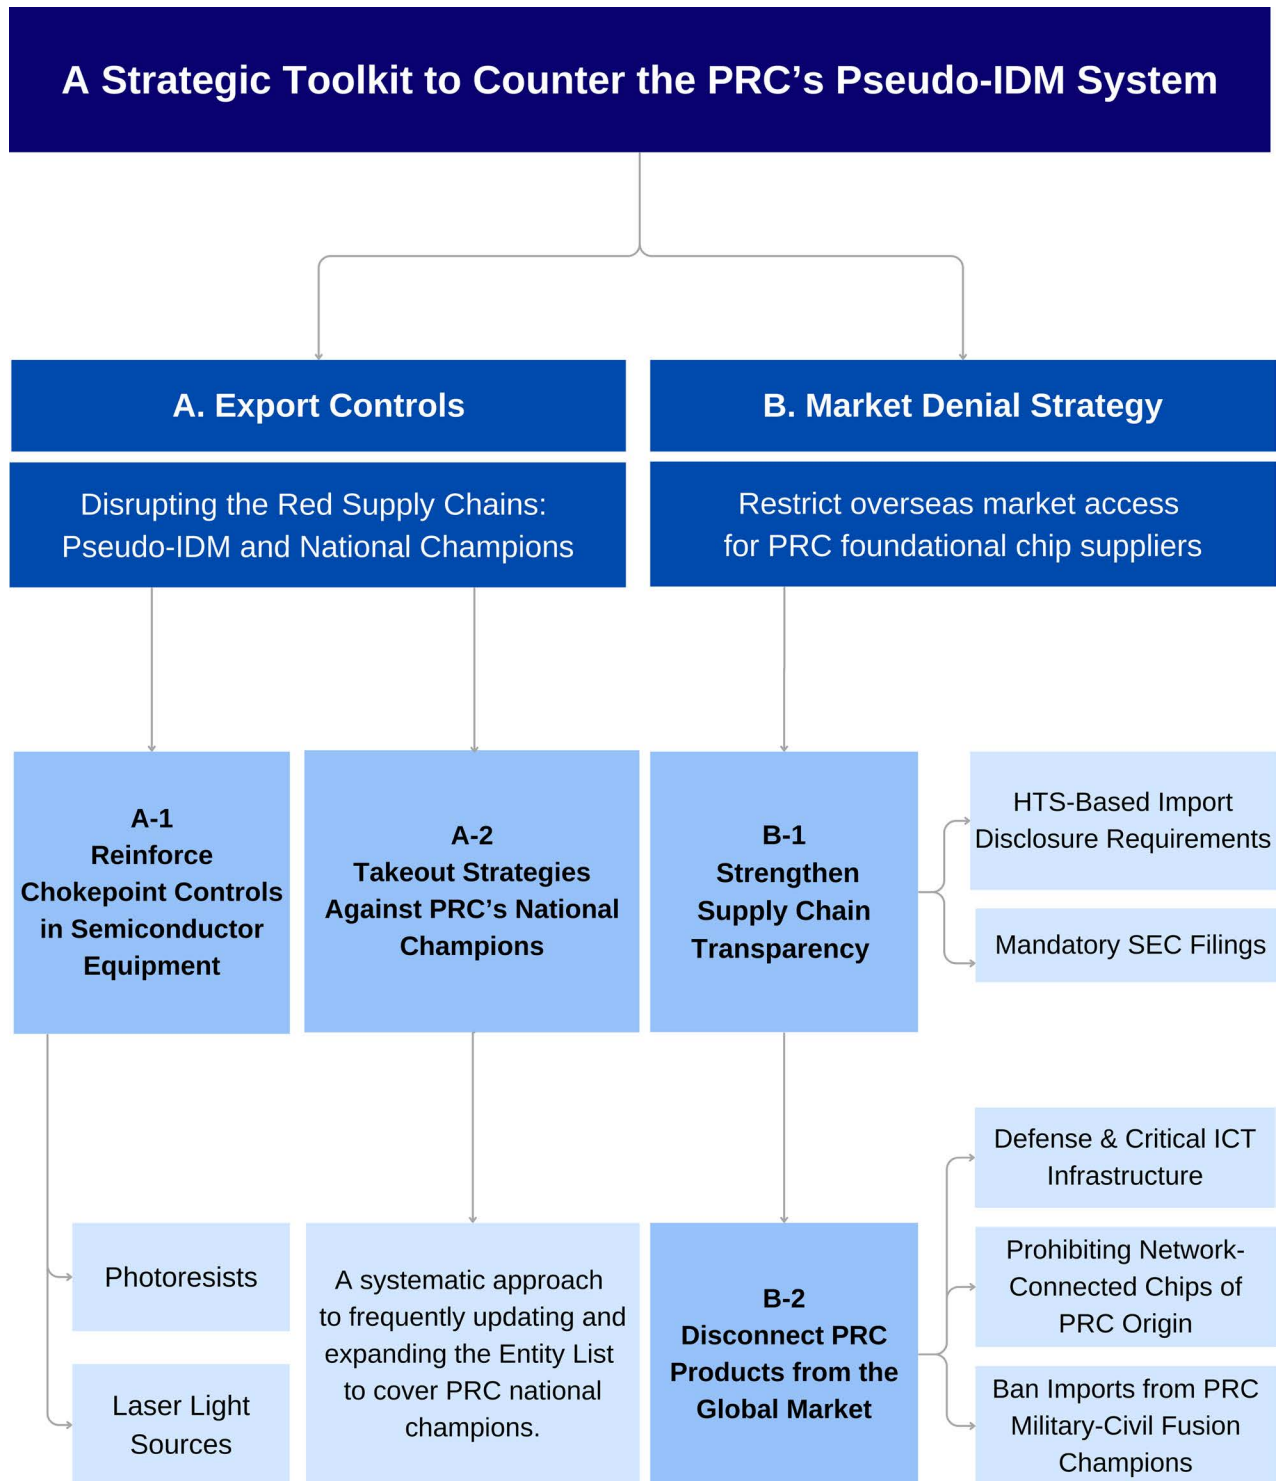 A Strategic Toolkit to Counter the PRC’s Pseudo-IDM System
A. Export Controls
Disrupting the Red Supply Chains:
Pseudo-IDM and National Champions
B. Market Denial Strategy
Restrict overseas market access
for PRC foundational chip suppliers
A-1
Reinforce
Chokepoint Controls
in Semiconductor
Equipment
A-2
Takeout Strategies
Against PRC’s National
Champions
B-1
Strengthen
Supply Chain
Transparency
HTS-Based Import
Disclosure Requirements
Mandatory SEC Filings
Photoresists
Laser Light
Sources
A systematic approach
to frequently updating and
expanding the Entity List
to cover PRC national
champions.
B-2
Disconnect PRC
Products from the
Global Market
Defense & Critical ICT
Infrastructure
Prohibiting Network-
Connected Chips of
PRC Origin
Ban Imports from PRC
Military-Civil Fusion
Champions